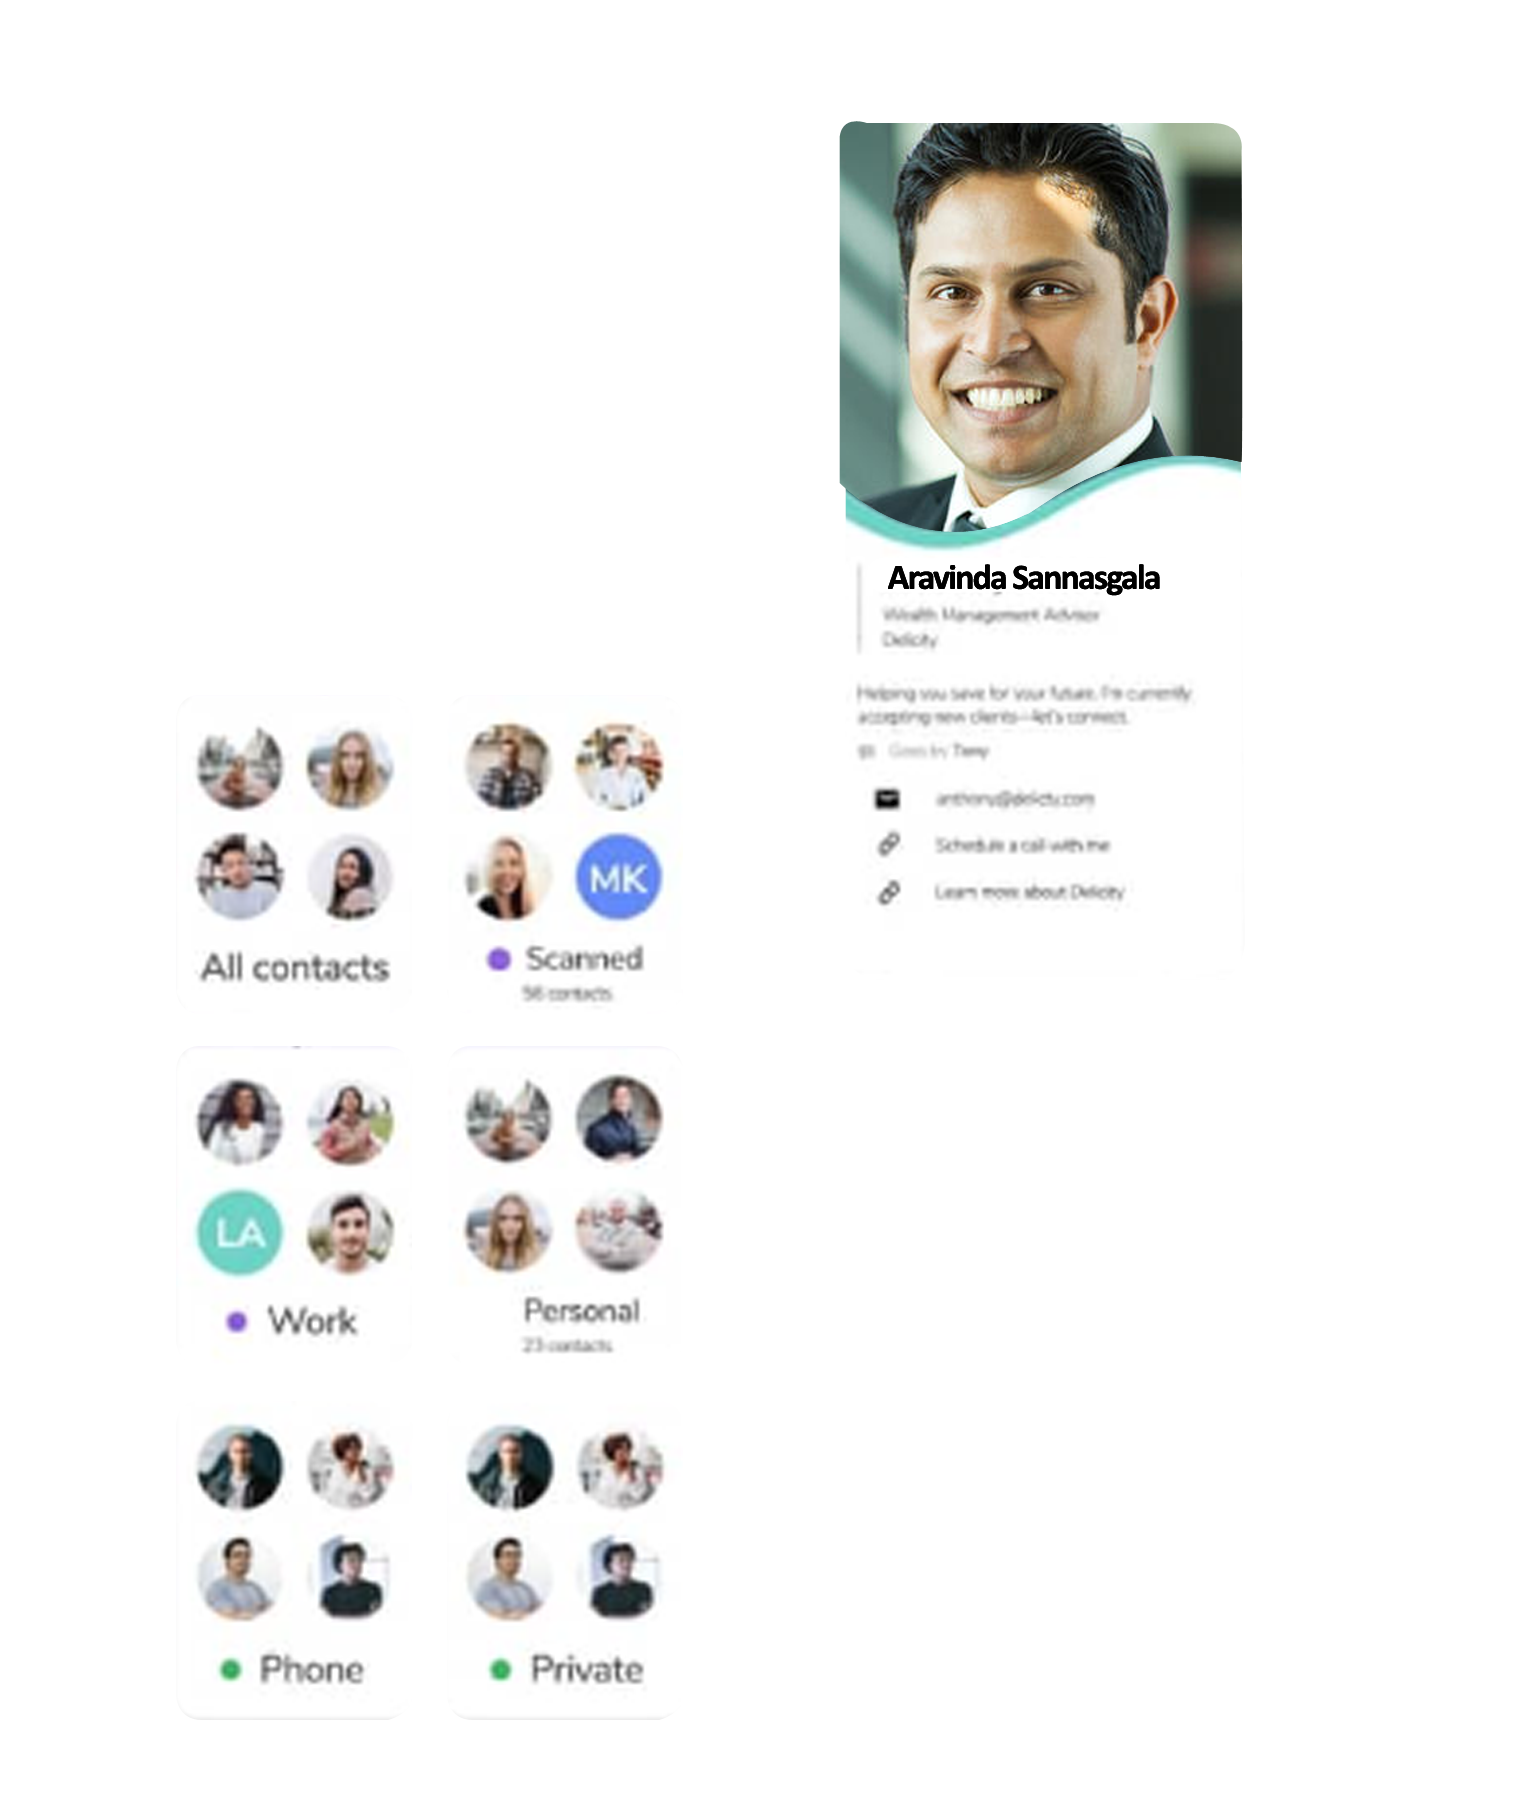 Aravinda Sannasgala
Wealth Management Advisor
Delicity
Helping you save for your future. I'm currently
accepting new clients—let's connect.
Goes by Tony
anthony@delicity.com
Schedule a call with me
Learn more about Delicity
MK
All contacts
Scanned
98 contacts
LA
Work
Personal
23 contacts
Phone
Private